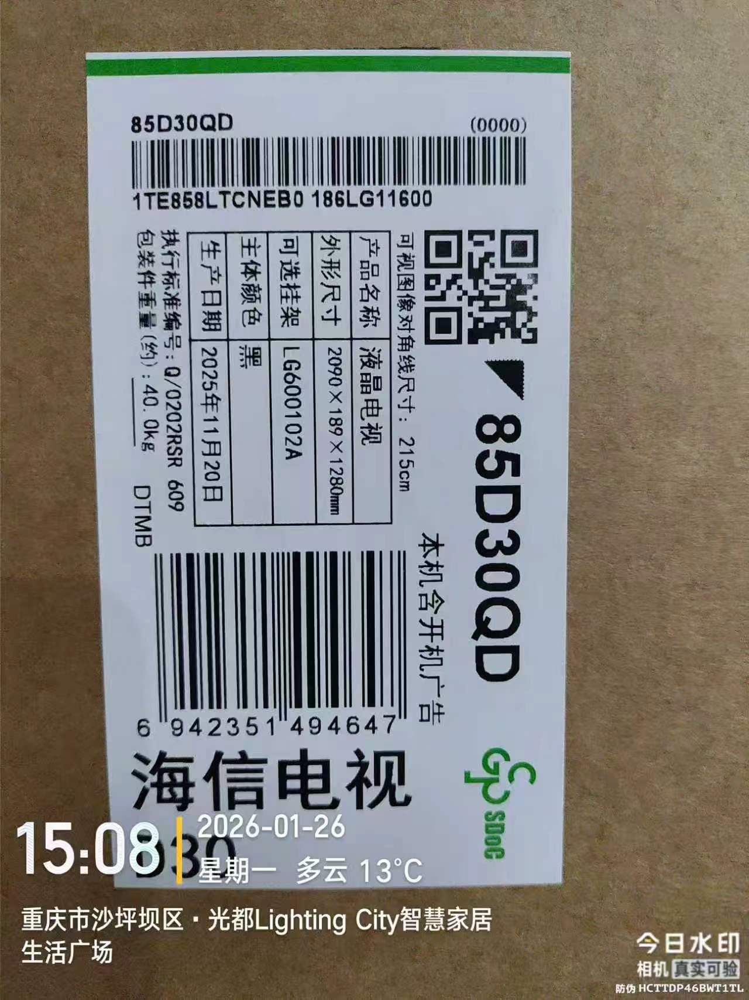 85D30QD
(0000)
1TE858LTCNEB0 186LG11600
85D30QD
可视图像对角线尺寸: 215cm
本机含开机广告
产品名称 液晶电视
外形尺寸 2090×189×1280mm
可选挂架 LG600102A
主体颜色 黑
生产日期 2025年11月20日
执行标准编号: Q/0202RSR 609
包装件重量(约): 40.0kg
DTMB
6 942351 494647
海信电视
D3Q
SDoC
15:08
2026-01-26
星期一 多云 13℃
重庆市沙坪坝区·光都Lighting City智慧家居
生活广场
今日水印
相机 真实可验
防伪 HCTTDP46BWT1TL